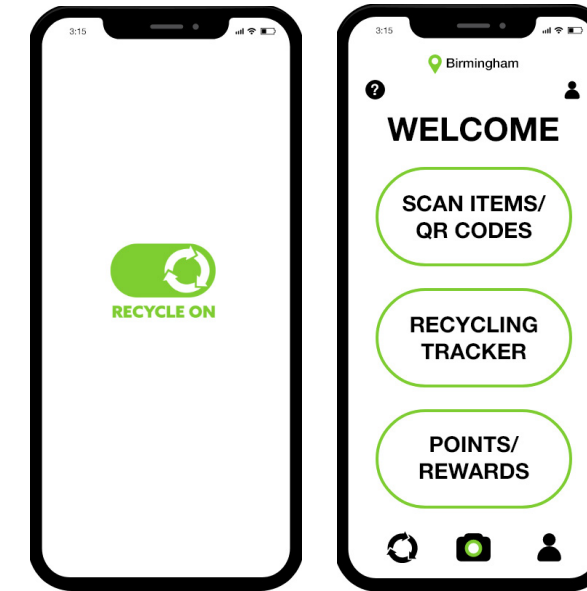 3:15
RECYCLE ON
3:15
Birmingham
?
WELCOME
SCAN ITEMS/
QR CODES
RECYCLING
TRACKER
POINTS/
REWARDS